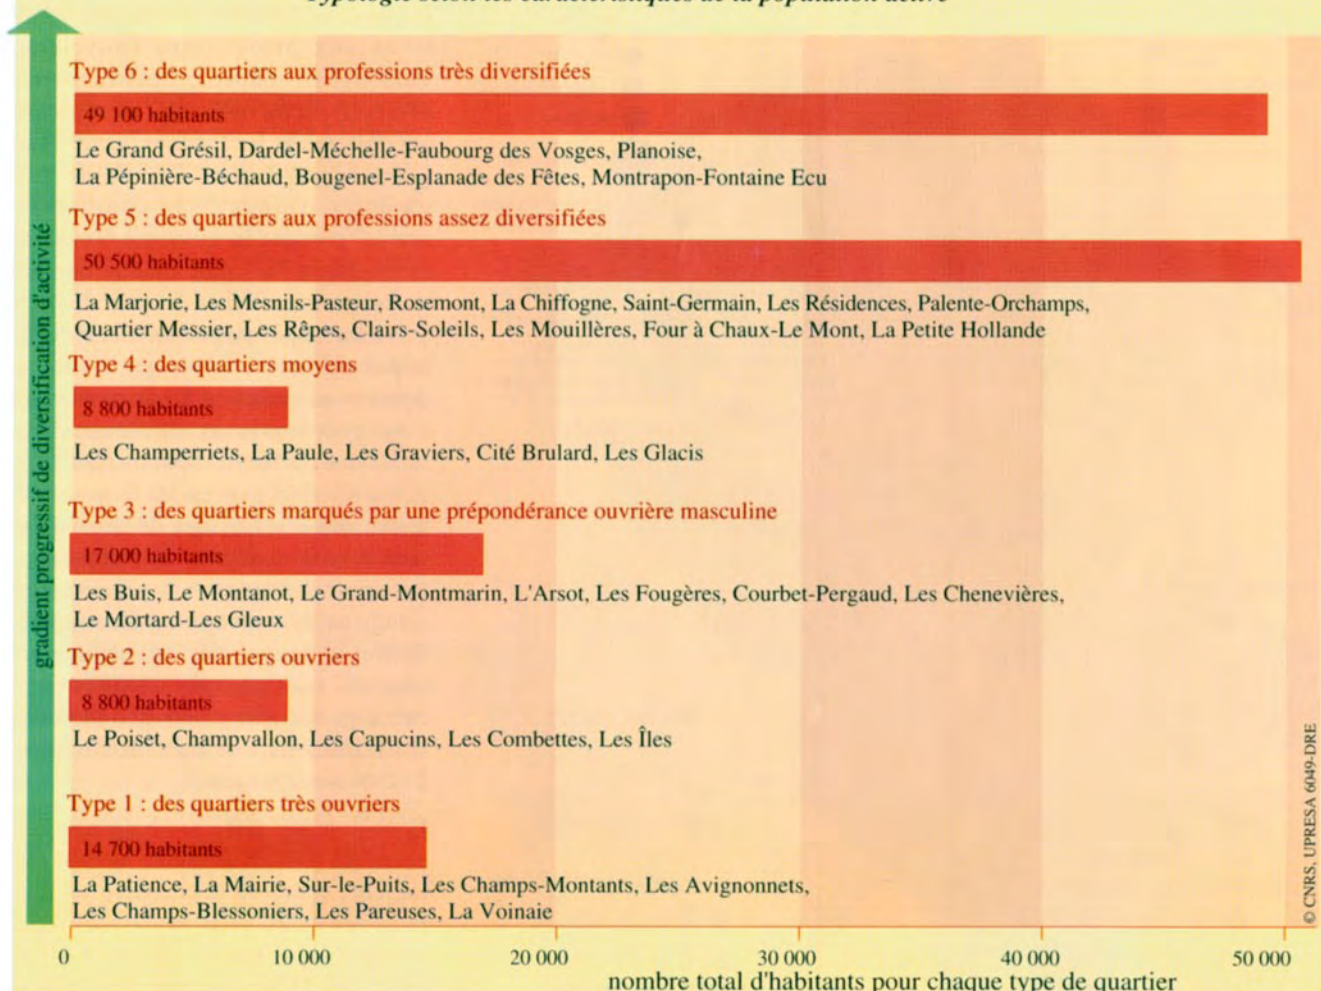 Typologie selon les caractéristiques de la population active
Type 6 : des quartiers aux professions très diversifiées
49 100 habitants
Le Grand Grésil, Dardel-Méchelle-Faubourg des Vosges, Planoise,
La Pépinière-Béchaud, Bougenel-Esplanade des Fêtes, Montrapon-Fontaine Ecu
Type 5 : des quartiers aux professions assez diversifiées
50 500 habitants
La Marjorie, Les Mesnils-Pasteur, Rosemont, La Chiffogne, Saint-Germain, Les Résidences, Palente-Orchamps,
Quartier Messier, Les Rêpes, Clairs-Soleils, Les Mouillères, Four à Chaux-Le Mont, La Petite Hollande
Type 4 : des quartiers moyens
8 800 habitants
Les Champerriets, La Paule, Les Graviers, Cité Brulard, Les Glacis
Type 3 : des quartiers marqués par une prépondérance ouvrière masculine
17 000 habitants
Les Buis, Le Montanot, Le Grand-Montmarin, L'Arsot, Les Fougères, Courbet-Pergaud, Les Chenevières,
Le Mortard-Les Gleux
Type 2 : des quartiers ouvriers
8 800 habitants
Le Poiset, Champvallon, Les Capucins, Les Combettes, Les Îles
Type 1 : des quartiers très ouvriers
14 700 habitants
La Patience, La Mairie, Sur-le-Puits, Les Champs-Montants, Les Avignonnets,
Les Champs-Blessoniers, Les Pareuses, La Voinaie
gradient progressif de diversification d'activité
0 10 000 20 000 30 000 40 000 50 000
nombre total d'habitants pour chaque type de quartier
© CNRS, UPRESA 6049-DRE